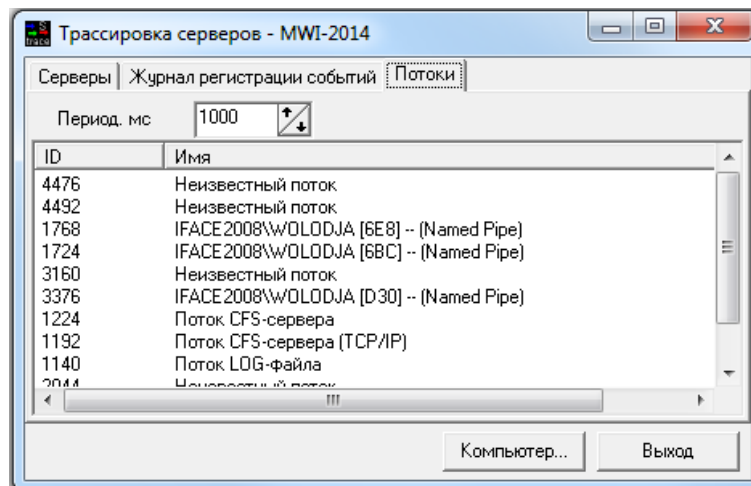 Трассировка серверов - MWI-2014
Серверы Журнал регистрации событий Потоки
Период. мс 1000
ID Имя
4476 Неизвестный поток
4492 Неизвестный поток
1768 IFACE2008\WOLODJA [6E8] -- (Named Pipe)
1724 IFACE2008\WOLODJA [6BC] -- (Named Pipe)
3160 Неизвестный поток
3376 IFACE2008\WOLODJA [D30] -- (Named Pipe)
1224 Поток CFS-сервера
1192 Поток CFS-сервера (TCP/IP)
1140 Поток LOG-файла
2044 Неизвестный поток
Компьютер... Выход